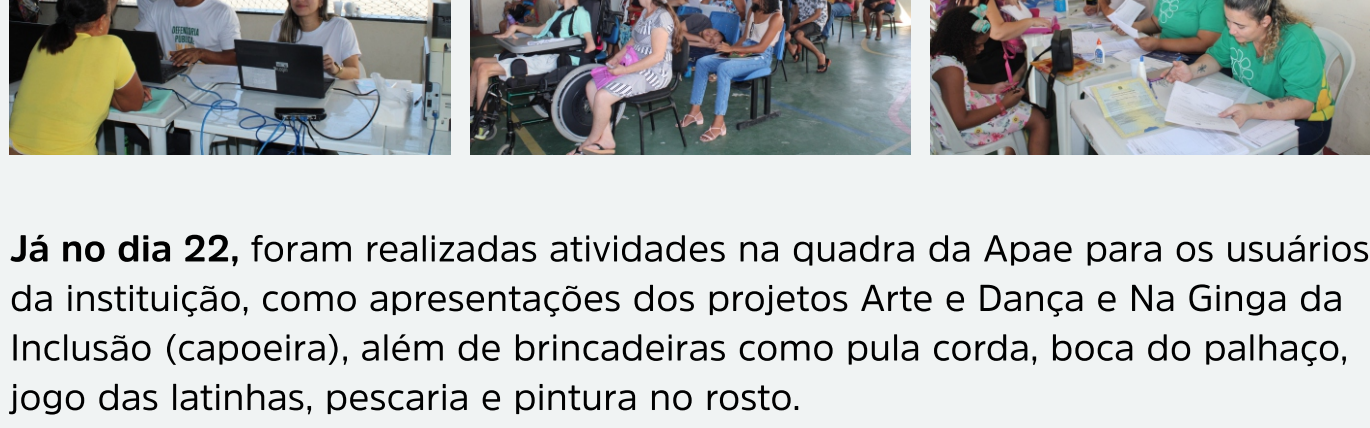 DEFENSORIA
PÚBLICA
Já no dia 22, foram realizadas atividades na quadra da Apae para os usuários
da instituição, como apresentações dos projetos Arte e Dança e Na Ginga da
Inclusão (capoeira), além de brincadeiras como pula corda, boca do palhaço,
jogo das latinhas, pescaria e pintura no rosto.